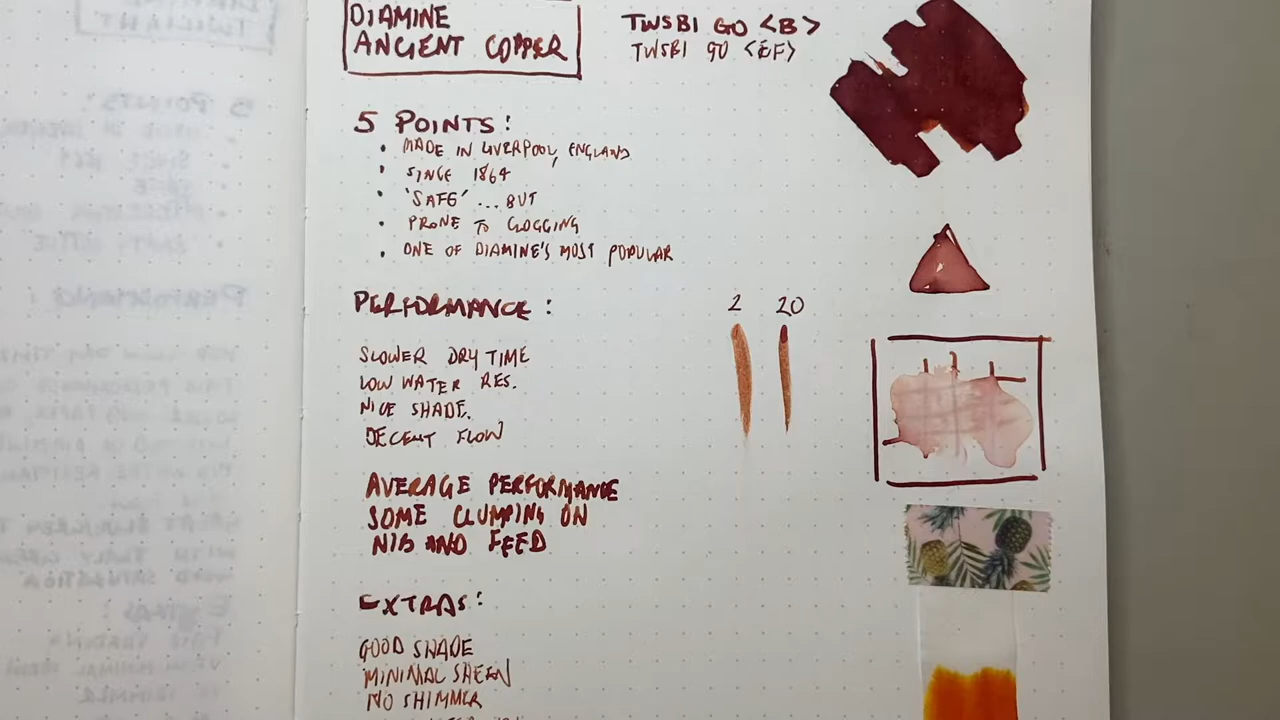 DIAMINE
ANCIENT COPPER
TWSBI GO <B>
TWSBI GO <EF>
5 POINTS:
• MADE IN LIVERPOOL, ENGLAND
• SINCE 1864
• 'SAFE' ... BUT
• PRONE TO CLOGGING
• ONE OF DIAMINE'S MOST POPULAR
PERFORMANCE:
2 20
SLOWER DRY TIME
LOW WATER RES.
NICE SHADE.
DECENT FLOW
AVERAGE PERFORMANCE
SOME CLUMPING ON
NIB AND FEED
EXTRAS:
GOOD SHADE
MINIMAL SHEEN
NO SHIMMER